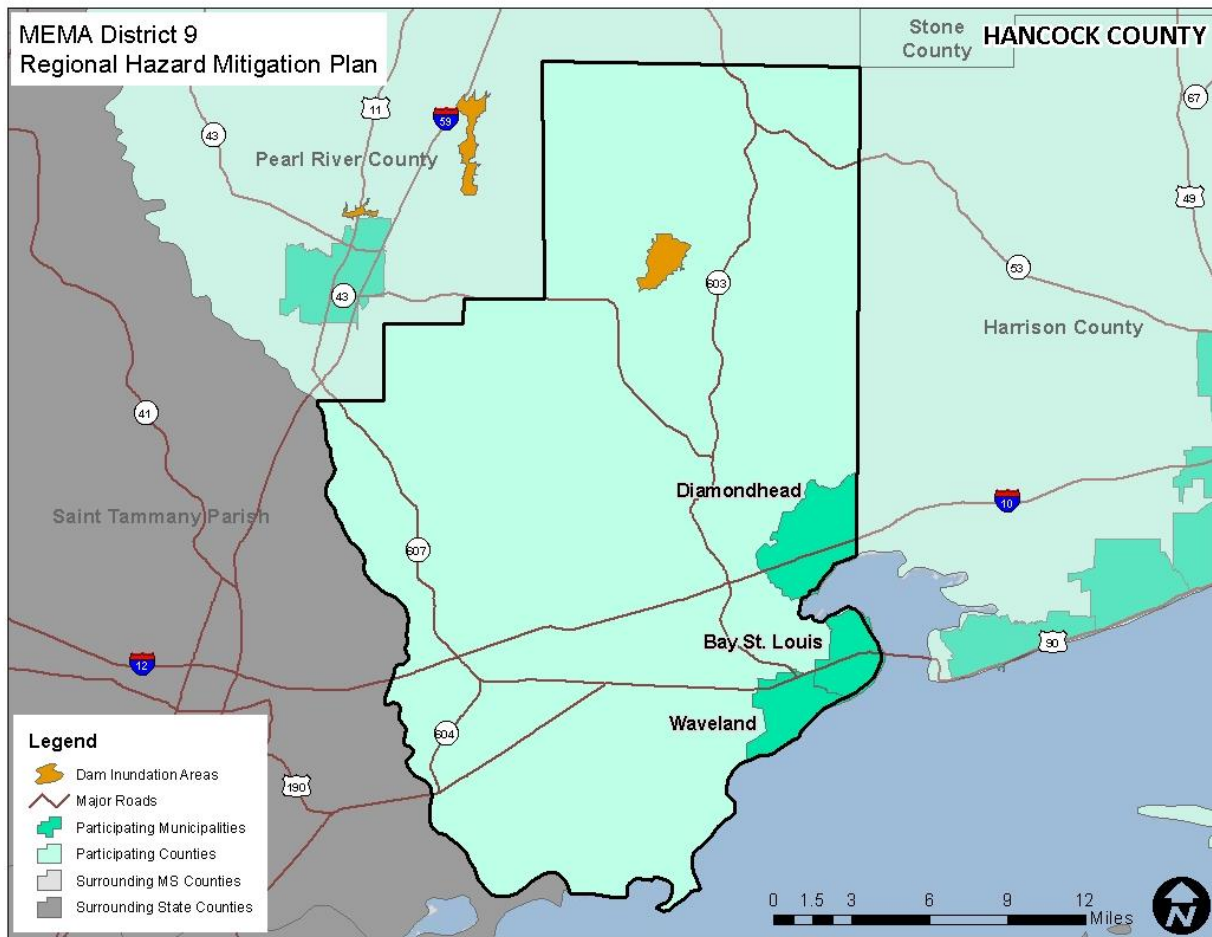 MEMA District 9
Regional Hazard Mitigation Plan
Stone
County
HANCOCK COUNTY
11
59
67
43
Pearl River County
49
53
43
603
Harrison County
41
Diamondhead
10
Saint Tammany Parish
607
Bay St. Louis
90
12
Waveland
604
190
Legend
Dam Inundation Areas
Major Roads
Participating Municipalities
Participating Counties
Surrounding MS Counties
Surrounding State Counties
0 1.5 3 6 9 12
Miles
N